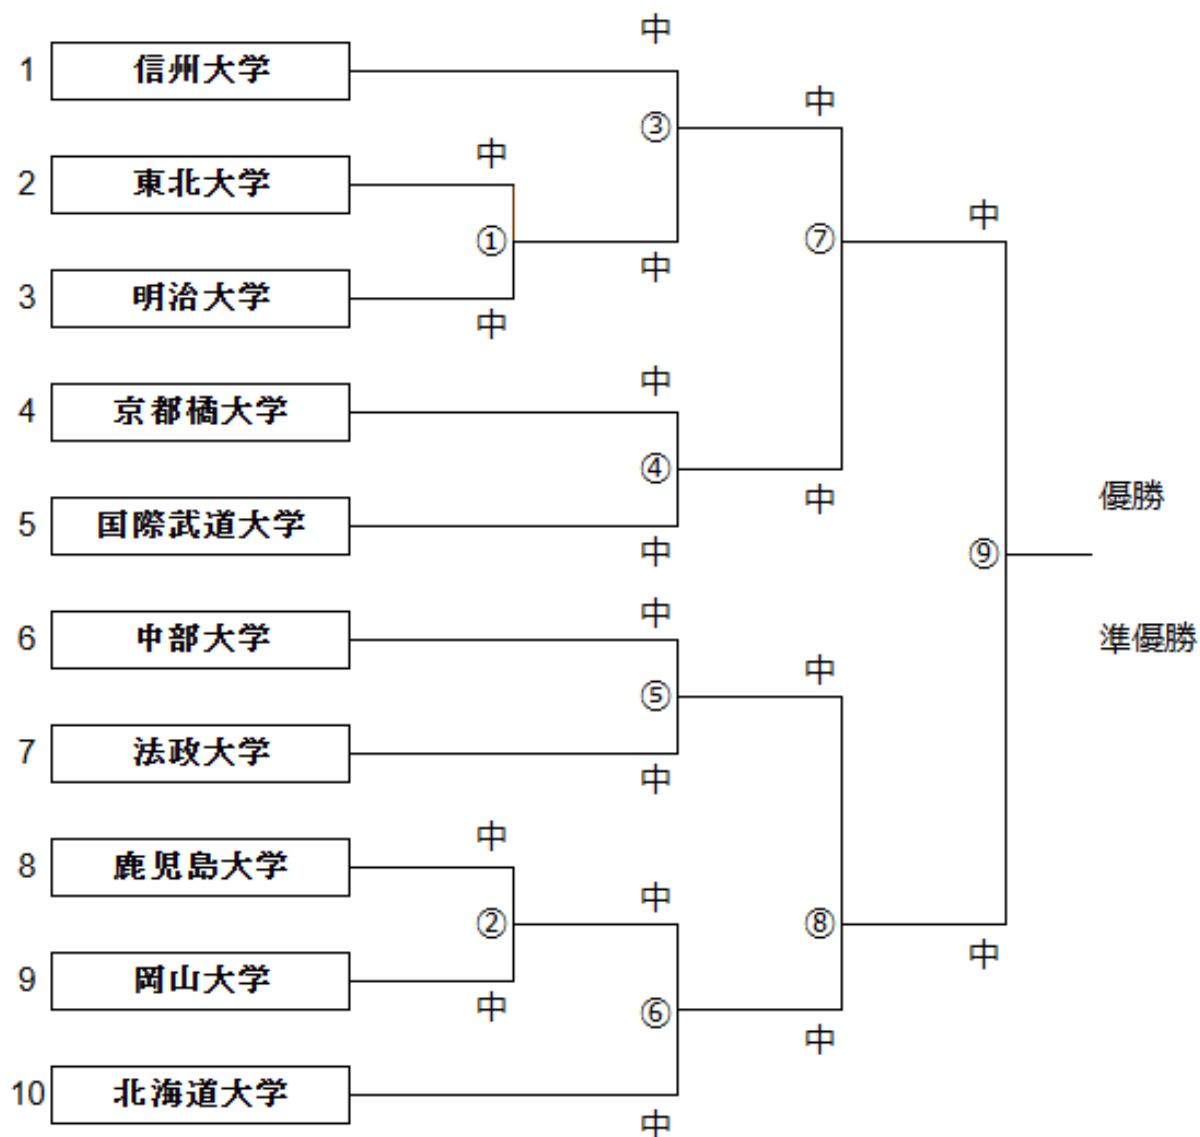 中
1 信州大学
中
③
中
2 東北大学
①
⑦
中
中
3 明治大学
中
中
4 京都橘大学
④
中
優勝
5 国際武道大学
中
⑨
中
6 中部大学
準優勝
中
⑤
7 法政大学
中
中
8 鹿児島大学
中
②
⑧
中
9 岡山大学
中
⑥
中
10 北海道大学
中